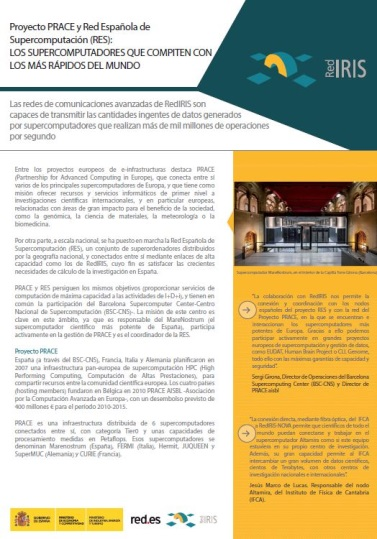 Proyecto PRACE y Red Española de
Supercomputación (RES):
LOS SUPERCOMPUTADORES QUE COMPITEN CON
LOS MÁS RÁPIDOS DEL MUNDO
Red IRIS
Las redes de comunicaciones avanzadas de RedIRIS son
capaces de transmitir las cantidades ingentes de datos generados
por supercomputadores que realizan más de mil millones de operaciones
por segundo
Entre los proyectos europeos de e-infraestructuras destaca PRACE
(Partnership for Advanced Computing in Europe), que conecta entre sí
varios de los principales supercomputadores de Europa, y que tiene como
misión ofrecer recursos y servicios informáticos de primer nivel a
investigaciones científicas internacionales, y en particular europeas,
relacionadas con áreas de gran impacto para el beneficio de la sociedad,
como la genómica, la ciencia de materiales, la meteorología o la
biomedicina.
Por otra parte, a escala nacional, se ha puesto en marcha la Red Española de
Supercomputación (RES), un conjunto de superordenadores distribuidos
por la geografía nacional, y conectados entre sí mediante enlaces de alta
capacidad como los de RedIRIS, cuyo fin es satisfacer las crecientes
necesidades de cálculo de la investigación en España.
PRACE y RES persiguen los mismos objetivos (proporcionar servicios de
computación de máxima capacidad a las actividades de I+D+i), y tienen en
común la participación del Barcelona Supercomputer Center-Centro
Nacional de Supercomputación (BSC-CNS). La misión de este centro es
clave en este ámbito, ya que es responsable del MareNostrum (el
supercomputador científico más potente de España), participa
activamente en la gestión de PRACE y es el coordinador de la RES.
Proyecto PRACE
España (a través del BSC-CNS), Francia, Italia y Alemania planificaron en
2007 una infraestructura pan-europea de supercomputación HPC (High
Performing Computing, Computación de Altas Prestaciones), para
compartir recursos entre la comunidad científica europea. Los cuatro países
(hosting members) fundaron en Bélgica en 2010 PRACE AISBL -Asociación
por la Computación Avanzada en Europa-, con un desembolso previsto de
400 millones € para el periodo 2010-2015.
PRACE es una infraestructura distribuida de 6 supercomputadores
conectados entre sí, con categoría Tier0 y unas capacidades de
procesamiento medidas en Petaflops. Esos supercomputadores se
denominan Marenostrum (España), FERMI (Italia), Hermit, JUQUEEN y
SuperMUC (Alemania) y CURIE (Francia).
Supercomputador MareNostrum, en el interior de la Capilla Torre Girona (Barcelona)
"La colaboración con RedIRIS nos permite la
conexión y coordinación con los nodos
españoles del proyecto RES y con la red del
Proyecto PRACE, en la que se encuentran e
interaccionan los supercomputadores más
potentes de Europa. Gracias a ello podemos
participar activamente en grandes proyectos
europeos de supercomputación y gestión de datos,
como EUDAT, Human Brain Project o CLL Genome,
todo ello con las máximas garantías de capacidad y
seguridad".
Sergi Girona, Director de Operaciones del Barcelona
Supercomputing Center (BSC-CNS) y Director de
PRACE aisbl
"La conexión directa, mediante fibra óptica, del IFCA
a RedIRIS-NOVA permite que científicos de todo el
mundo puedan conectarse y trabajar en el
supercomputador Altamira como si este equipo
estuviera en su propio centro de investigación.
Además, su gran capacidad permite al IFCA
intercambiar un gran volumen de datos científicos,
cientos de Terabytes, con otros centros de
investigación nacionales e internacionales".
Jesús Marco de Lucas. Responsable del nodo
Altamira, del Instituto de Física de Cantabria
(IFCA).
GOBIERNO
DE ESPAÑA
red.es
Red IRIS